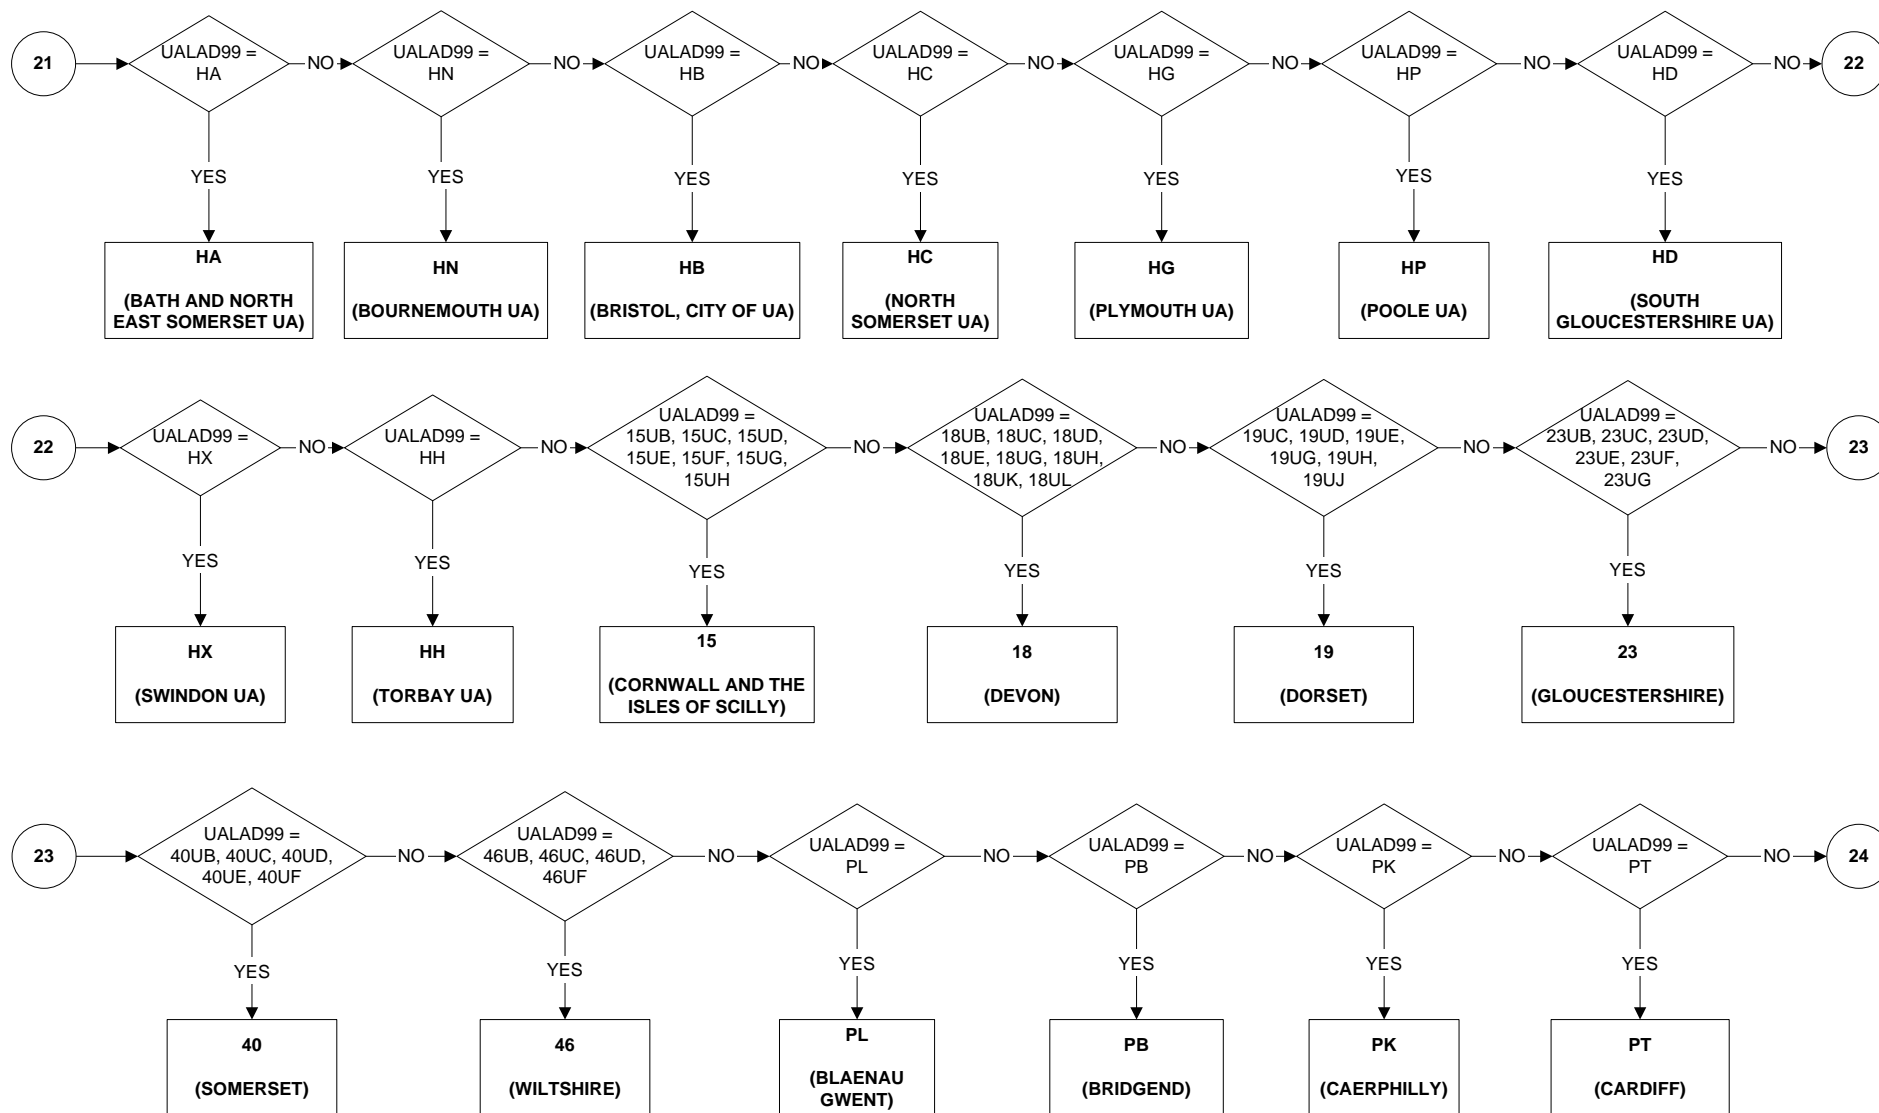 21
UALAD99 =
HA
NO
UALAD99 =
HN
NO
UALAD99 =
HB
NO
UALAD99 =
HC
NO
UALAD99 =
HG
NO
UALAD99 =
HP
NO
UALAD99 =
HD
NO
22
YES
YES
YES
YES
YES
YES
YES
HA
(BATH AND NORTH
EAST SOMERSET UA)
HN
(BOURNEMOUTH UA)
HB
(BRISTOL, CITY OF UA)
HC
(NORTH
SOMERSET UA)
HG
(PLYMOUTH UA)
HP
(POOLE UA)
HD
(SOUTH
GLOUCESTERSHIRE UA)
22
UALAD99 =
HX
NO
UALAD99 =
HH
NO
UALAD99 =
15UB, 15UC, 15UD,
15UE, 15UF, 15UG,
15UH
NO
UALAD99 =
18UB, 18UC, 18UD,
18UE, 18UG, 18UH,
18UK, 18UL
NO
UALAD99 =
19UC, 19UD, 19UE,
19UG, 19UH,
19UJ
NO
UALAD99 =
23UB, 23UC, 23UD,
23UE, 23UF,
23UG
NO
23
YES
YES
YES
YES
YES
YES
HX
(SWINDON UA)
HH
(TORBAY UA)
15
(CORNWALL AND THE
ISLES OF SCILLY)
18
(DEVON)
19
(DORSET)
23
(GLOUCESTERSHIRE)
23
UALAD99 =
40UB, 40UC, 40UD,
40UE, 40UF
NO
UALAD99 =
46UB, 46UC, 46UD,
46UF
NO
UALAD99 =
PL
NO
UALAD99 =
PB
NO
UALAD99 =
PK
NO
UALAD99 =
PT
NO
24
YES
YES
YES
YES
YES
YES
40
(SOMERSET)
46
(WILTSHIRE)
PL
(BLAENAU
GWENT)
PB
(BRIDGEND)
PK
(CAERPHILLY)
PT
(CARDIFF)